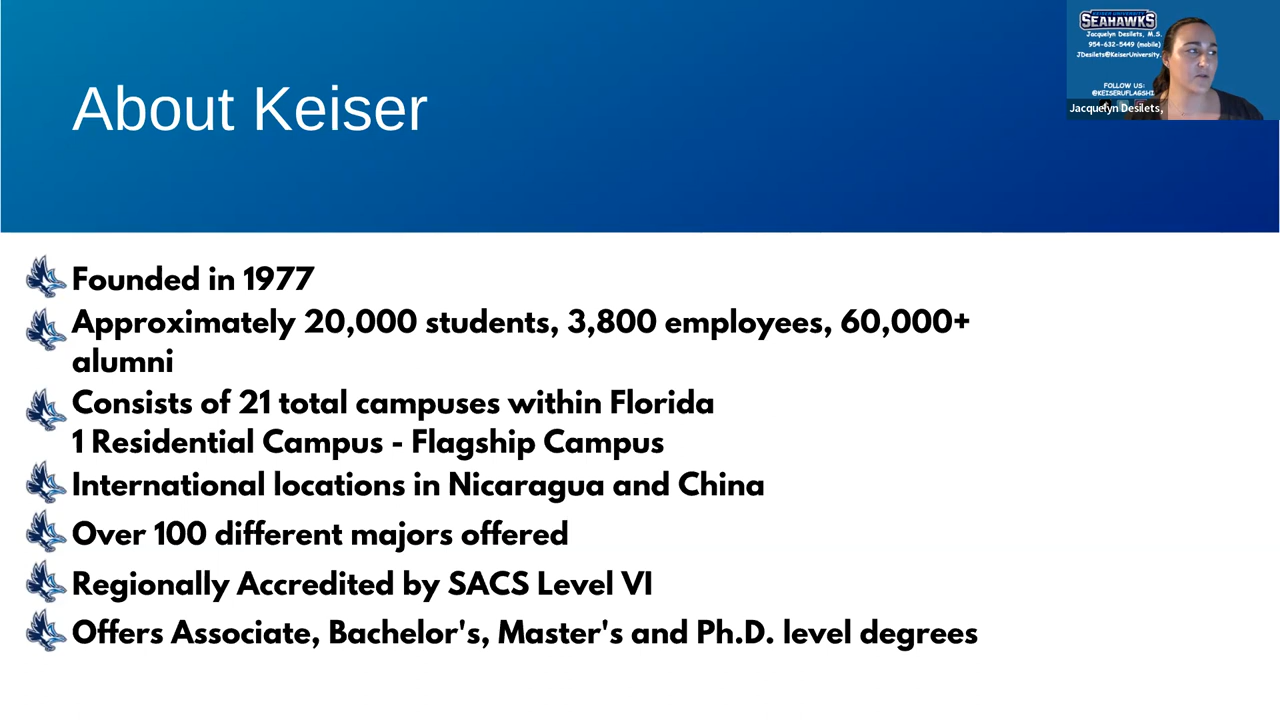 KEISER UNIVERSITY
SEAHAWKS
Jacquelyn Desilets, M.S.
954-632-5449 (mobile)
JDesilets@KeiserUniversity.
FOLLOW US:
@KEISERUFLAGSHI
Jacquelyn Desilets,
About Keiser
Founded in 1977
Approximately 20,000 students, 3,800 employees, 60,000+
alumni
Consists of 21 total campuses within Florida
1 Residential Campus - Flagship Campus
International locations in Nicaragua and China
Over 100 different majors offered
Regionally Accredited by SACS Level VI
Offers Associate, Bachelor's, Master's and Ph.D. level degrees